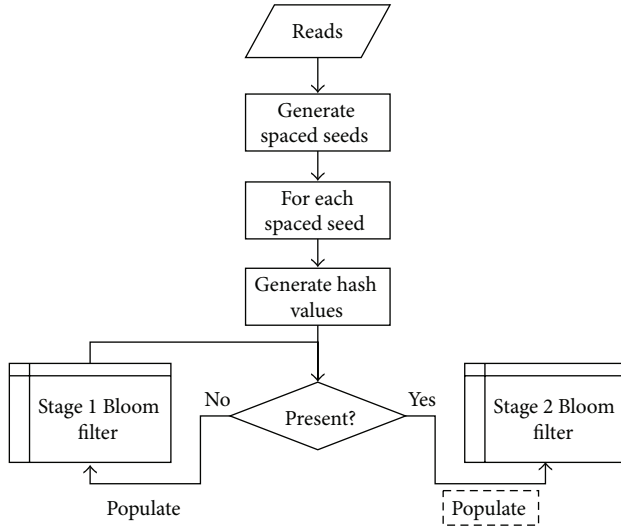 Reads
Generate
spaced seeds
For each
spaced seed
Generate hash
values
No
Yes
Stage 1 Bloom
filter
Present?
Stage 2 Bloom
filter
Populate
Populate